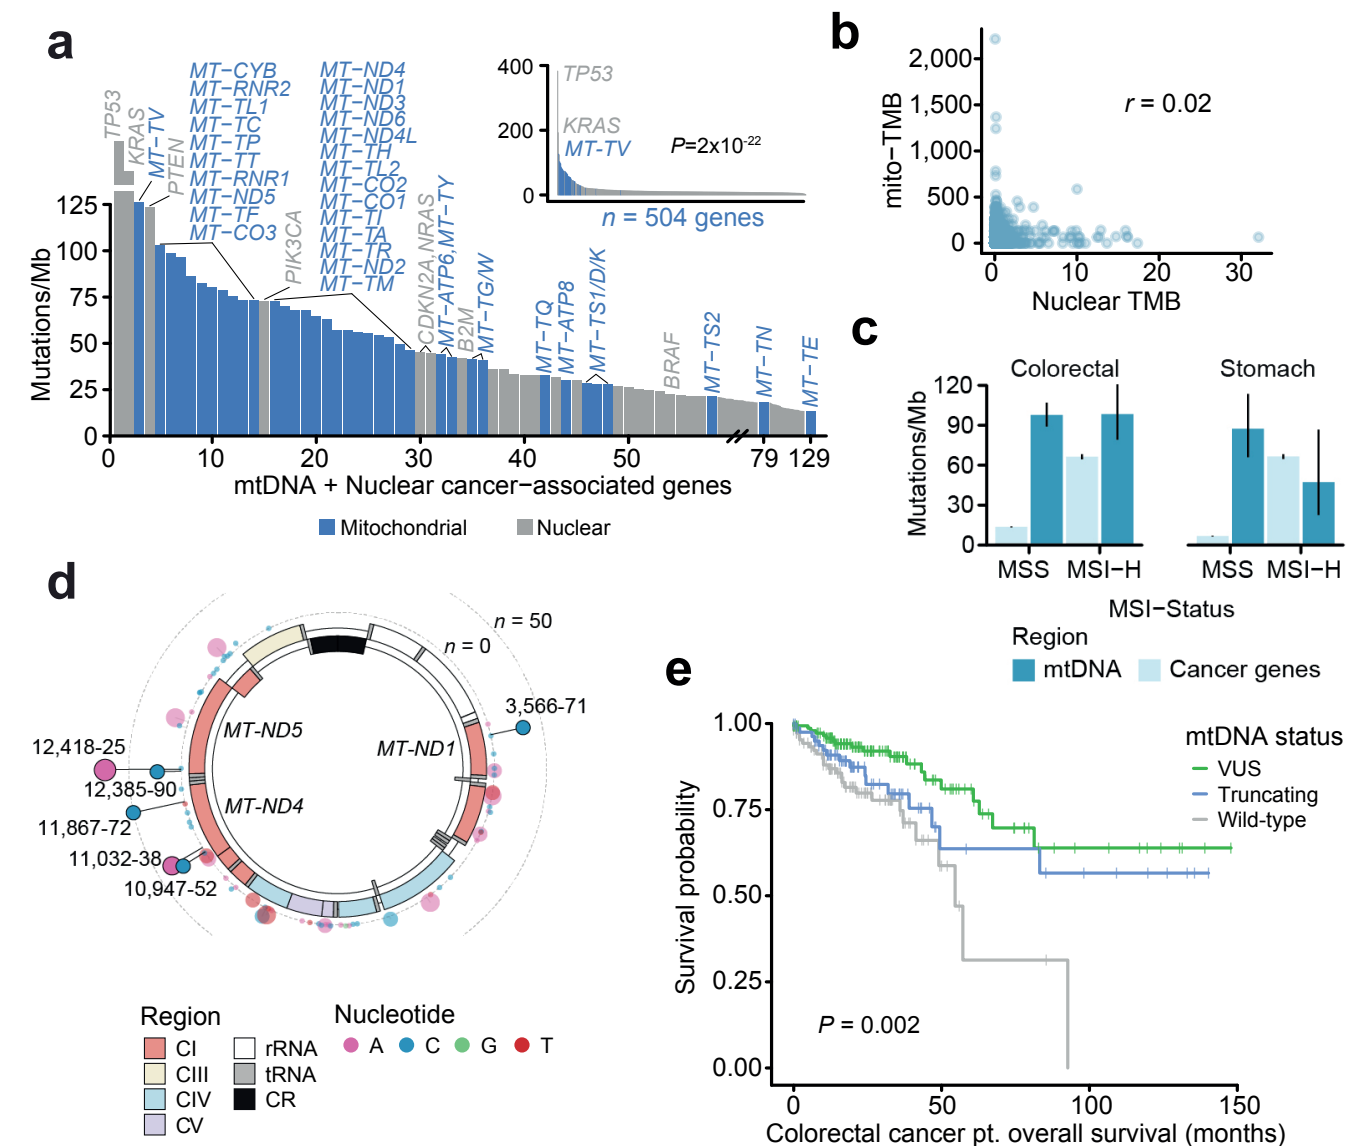 a
TP53
KRAS
MT−TV
PTEN
MT−CYB
MT−RNR2
MT−TL1
MT−TC
MT−TP
MT−TT
MT−RNR1
MT−ND5
MT−TF
MT−CO3
PIK3CA
MT−ND4
MT−ND1
MT−ND3
MT−ND6
MT−ND4L
MT−TH
MT−TL2
MT−CO2
MT−CO1
MT−TI
MT−TA
MT−TR
MT−ND2
MT−TM
CDKN2A,NRAS
MT−ATP6,MT−TY
B2M
MT−TG/W
MT−TQ
MT−ATP8
MT−TS1/D/K
BRAF
MT−TS2
MT−TN
MT−TE
400
200
0
TP53
KRAS
MT-TV
P=2x10-22
n = 504 genes
Mutations/Mb
125
100
75
50
25
0
0 10 20 30 40 50 79 129
mtDNA + Nuclear cancer−associated genes
Mitochondrial Nuclear
b
mito−TMB
2,000
1,500
1,000
500
0
r = 0.02
0 10 20 30
Nuclear TMB
c
Colorectal Stomach
Mutations/Mb
120
90
60
30
0
MSS MSI−H MSS MSI−H
MSI−Status
Region
mtDNA Cancer genes
d
n = 50
n = 0
3,566-71
MT-ND5
MT-ND1
12,418-25
12,385-90
MT-ND4
11,867-72
11,032-38
10,947-52
Region
CI
CIII
CIV
CV
rRNA
tRNA
CR
Nucleotide
A C G T
e
Survival probability
1.00
0.75
0.50
0.25
0.00
mtDNA status
VUS
Truncating
Wild−type
P = 0.002
0 50 100 150
Colorectal cancer pt. overall survival (months)